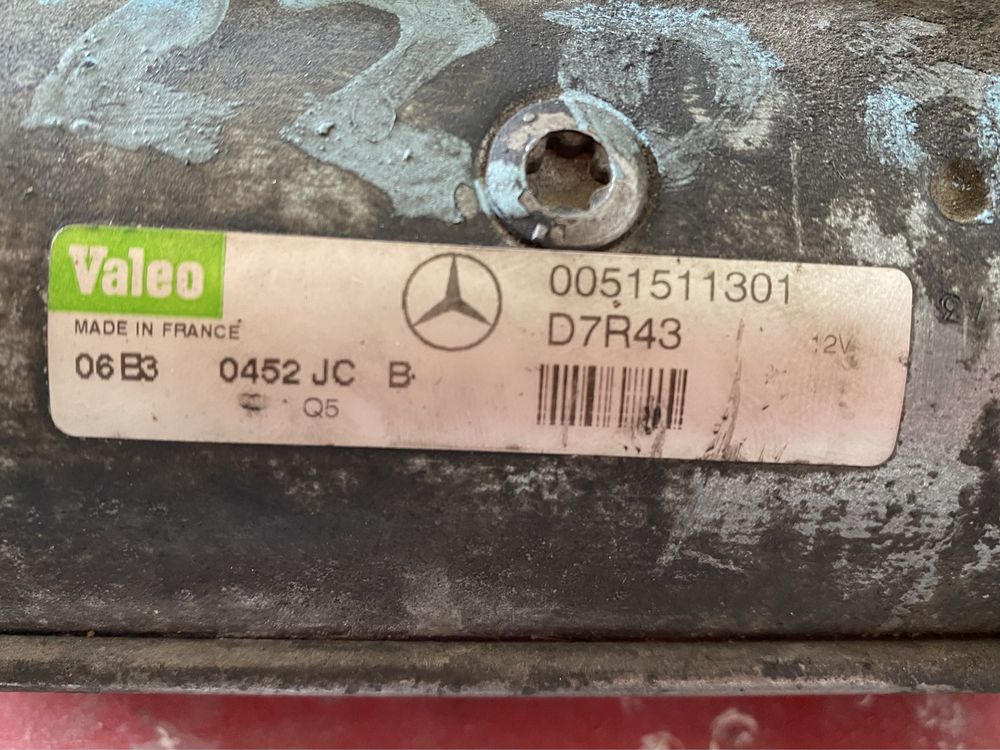 Valeo
MADE IN FRANCE
06 B3 0452 JC B
Q5
0051511301
D7R43
12V